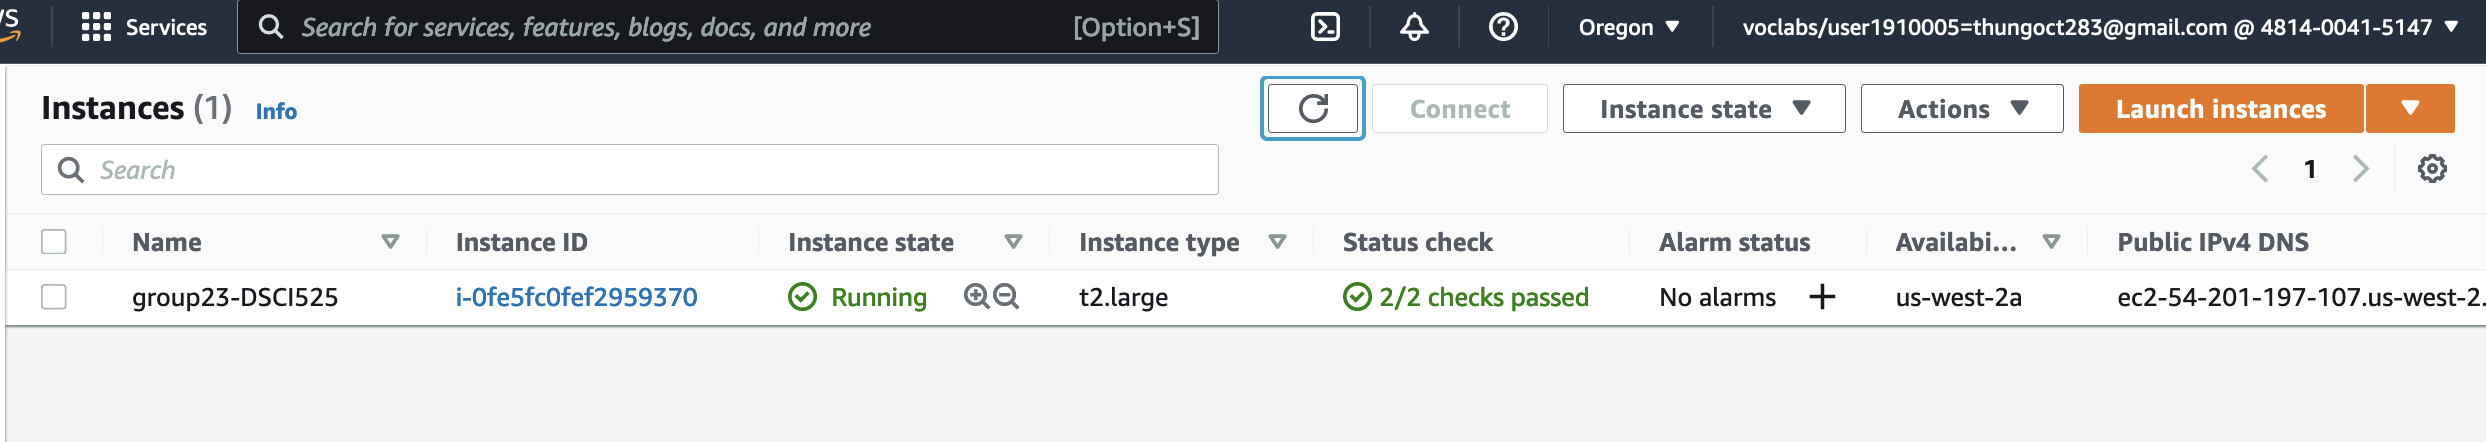 Services
Search for services, features, blogs, docs, and more [Option+S]
Oregon
voclabs/user1910005=thungoct283@gmail.com @ 4814-0041-5147
Instances (1) Info
Connect
Instance state
Actions
Launch instances
Search
1
Name Instance ID Instance state Instance type Status check Alarm status Availabi... Public IPv4 DNS
group23-DSCI525 i-0fe5fc0fef2959370 Running t2.large 2/2 checks passed No alarms + us-west-2a ec2-54-201-197-107.us-west-2.